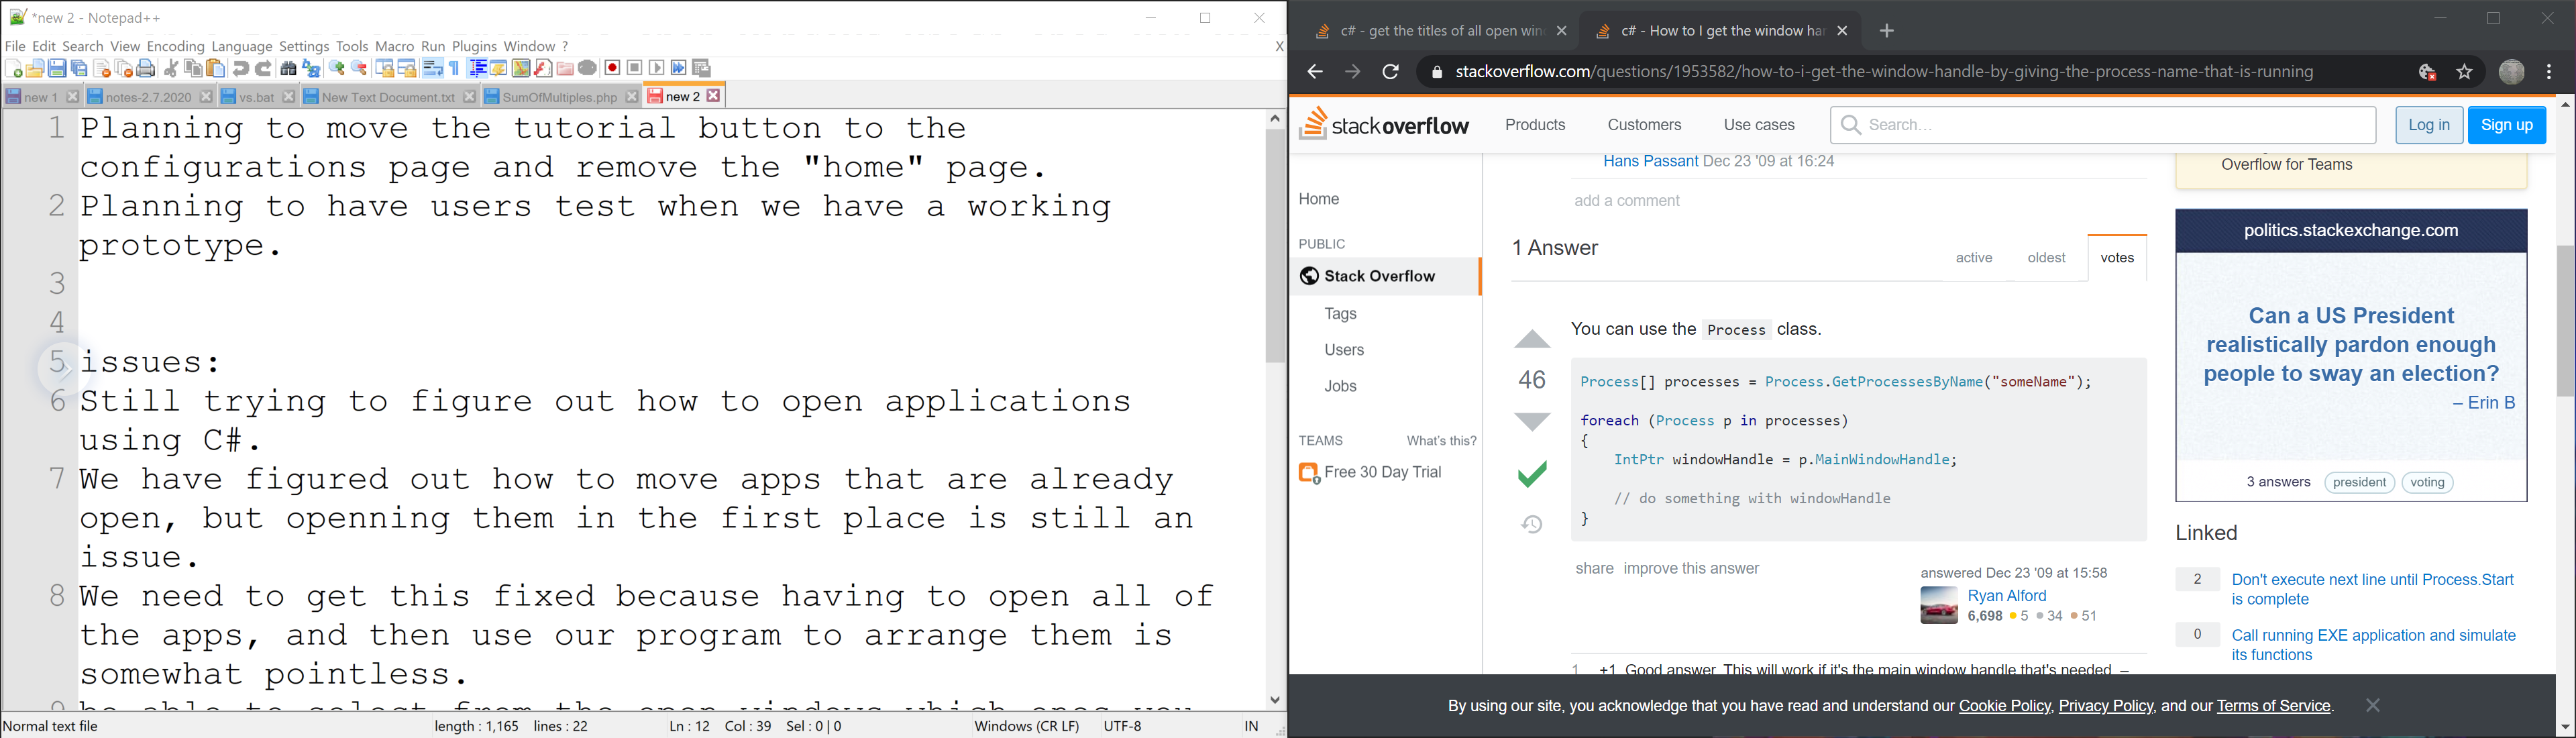 *new 2 - Notepad++
File Edit Search View Encoding Language Settings Tools Macro Run Plugins Window ? X
new 1 notes-2.7.2020 vs.bat New Text Document.txt SumOfMultiples.php new 2
1 Planning to move the tutorial button to the
configurations page and remove the "home" page.
2 Planning to have users test when we have a working
prototype.
3
4
5 issues:
6 Still trying to figure out how to open applications
using C#.
7 We have figured out how to move apps that are already
open, but openning them in the first place is still an
issue.
8 We need to get this fixed because having to open all of
the apps, and then use our program to arrange them is
somewhat pointless.
Normal text file length : 1,165 lines : 22 Ln : 12 Col : 39 Sel : 0 | 0 Windows (CR LF) UTF-8 IN
c# - get the titles of all open win
c# - How to I get the window ha
stackoverflow.com/questions/1953582/how-to-i-get-the-window-handle-by-giving-the-process-name-that-is-running
stackoverflow Products Customers Use cases Search… Log in Sign up
Home
PUBLIC
Stack Overflow
Tags
Users
Jobs
TEAMS What's this?
Free 30 Day Trial
Hans Passant Dec 23 '09 at 16:24
add a comment
1 Answer
active oldest votes
46
You can use the Process class.
Process[] processes = Process.GetProcessesByName("someName");
foreach (Process p in processes)
{
IntPtr windowHandle = p.MainWindowHandle;
// do something with windowHandle
}
share improve this answer
answered Dec 23 '09 at 15:58
Ryan Alford
6,698 5 34 51
1 +1. Good answer. This will work if it's the main window handle that's needed. –
Overflow for Teams
politics.stackexchange.com
Can a US President
realistically pardon enough
people to sway an election?
– Erin B
3 answers president voting
Linked
2 Don't execute next line until Process.Start
is complete
0 Call running EXE application and simulate
its functions
By using our site, you acknowledge that you have read and understand our Cookie Policy, Privacy Policy, and our Terms of Service.